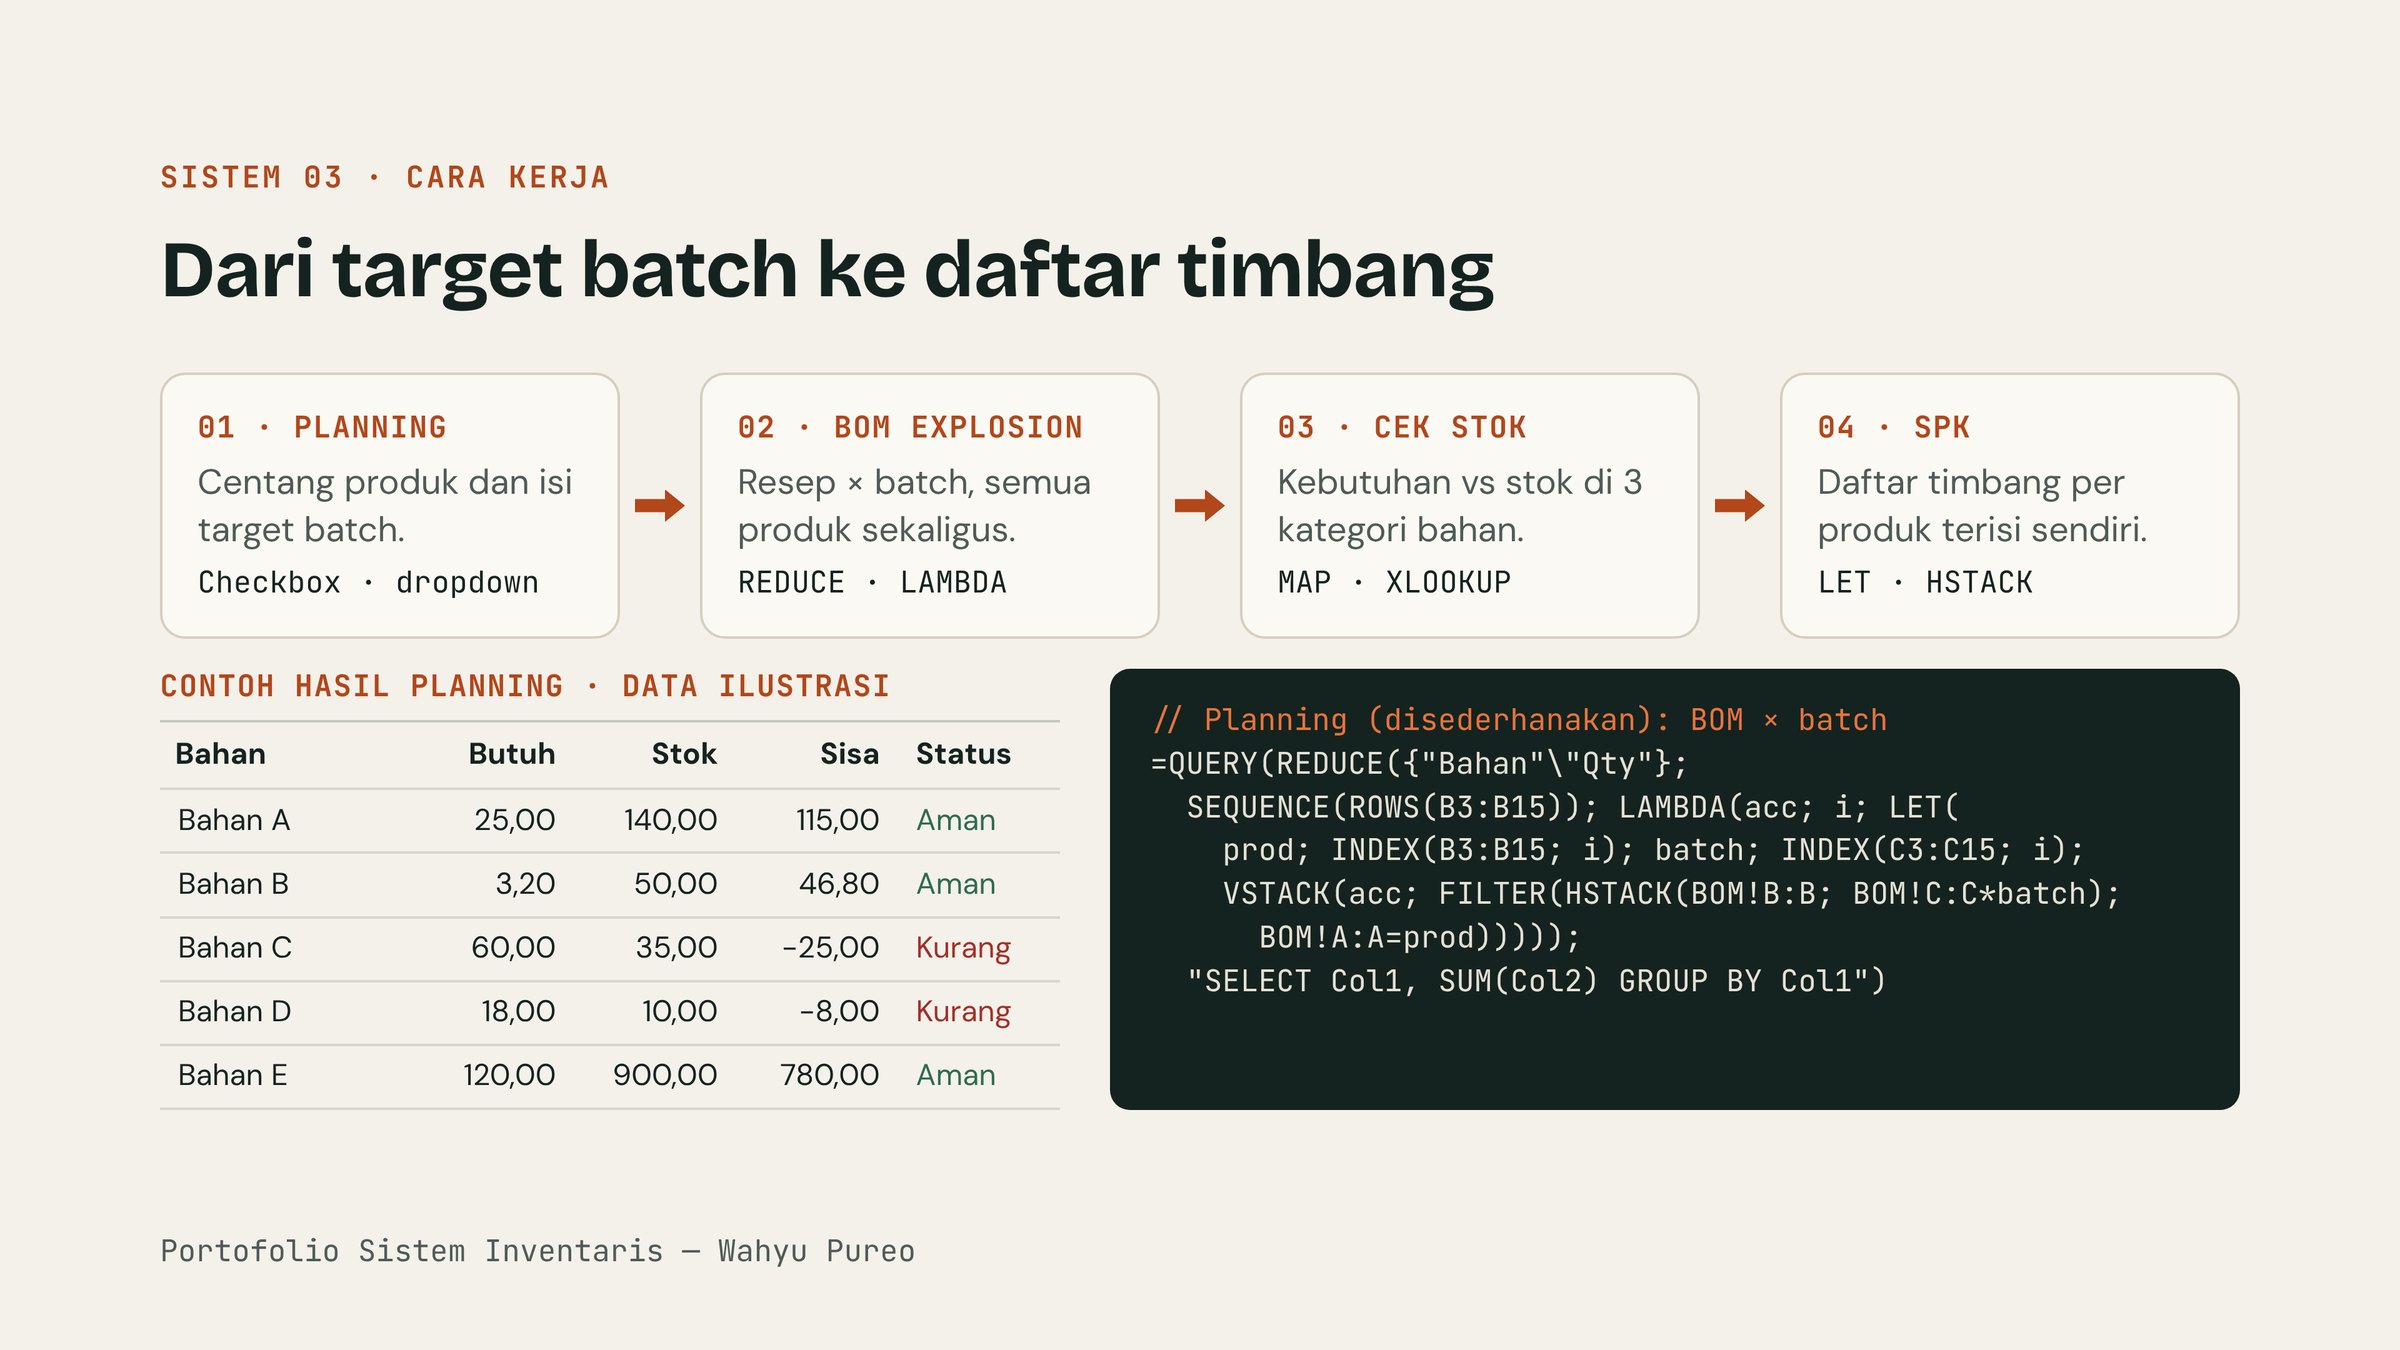 SISTEM 03 · CARA KERJA
Dari target batch ke daftar timbang
01 · PLANNING
Centang produk dan isi
target batch.
Checkbox · dropdown
02 · BOM EXPLOSION
Resep × batch, semua
produk sekaligus.
REDUCE · LAMBDA
03 · CEK STOK
Kebutuhan vs stok di 3
kategori bahan.
MAP · XLOOKUP
04 · SPK
Daftar timbang per
produk terisi sendiri.
LET · HSTACK
CONTOH HASIL PLANNING · DATA ILUSTRASI
Bahan Butuh Stok Sisa Status
Bahan A 25,00 140,00 115,00 Aman
Bahan B 3,20 50,00 46,80 Aman
Bahan C 60,00 35,00 -25,00 Kurang
Bahan D 18,00 10,00 -8,00 Kurang
Bahan E 120,00 900,00 780,00 Aman
// Planning (disederhanakan): BOM × batch
=QUERY(REDUCE({"Bahan"\"Qty"};
  SEQUENCE(ROWS(B3:B15)); LAMBDA(acc; i; LET(
    prod; INDEX(B3:B15; i); batch; INDEX(C3:C15; i);
    VSTACK(acc; FILTER(HSTACK(BOM!B:B; BOM!C:C*batch);
      BOM!A:A=prod)))));
  "SELECT Col1, SUM(Col2) GROUP BY Col1")
Portofolio Sistem Inventaris — Wahyu Pureo